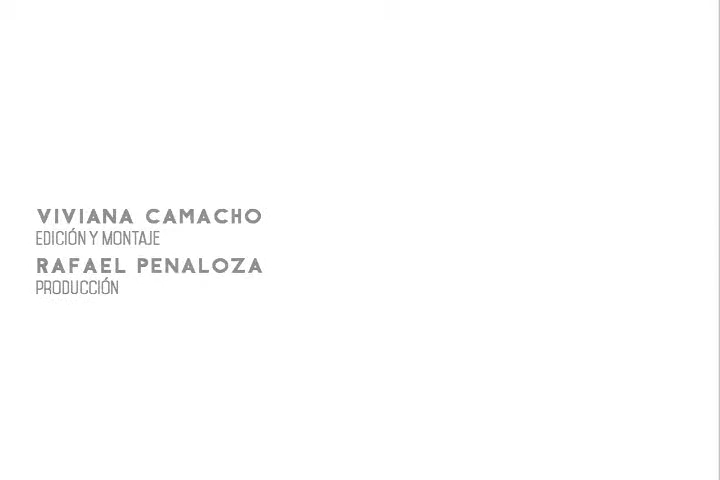 VIVIANA CAMACHO
EDICIÓN Y MONTAJE
RAFAEL PENALOZA
PRODUCCIÓN